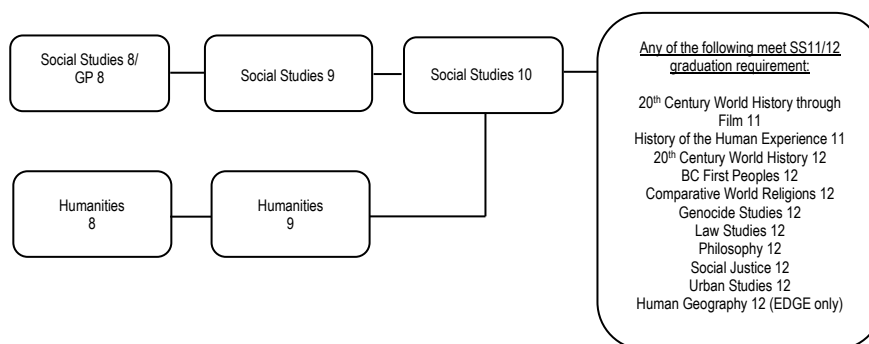 Social Studies 8/
GP 8
Social Studies 9
Social Studies 10
Humanities
8
Humanities
9
Any of the following meet SS11/12
graduation requirement:
20th Century World History through
Film 11
History of the Human Experience 11
20th Century World History 12
BC First Peoples 12
Comparative World Religions 12
Genocide Studies 12
Law Studies 12
Philosophy 12
Social Justice 12
Urban Studies 12
Human Geography 12 (EDGE only)